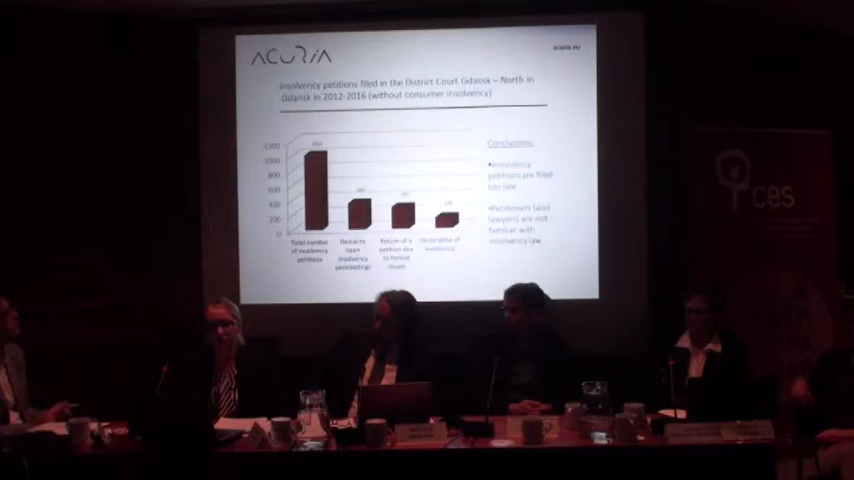 ACURIA
acuria.eu
Insolvency petitions filed in the District Court Gdansk – North in
Gdansk in 2012-2016 (without consumer insolvency)
Conclusions:
•Insolvency
petitions are filed
too late
•Petitioners (also
lawyers) are not
familiar with
insolvency law
1200
1000
800
600
400
200
0
Total number
of insolvency
petitions
Denial to
open
insolvency
proceedings
Return of a
petition due
to formal
issues
Declaration of
insolvency
ces